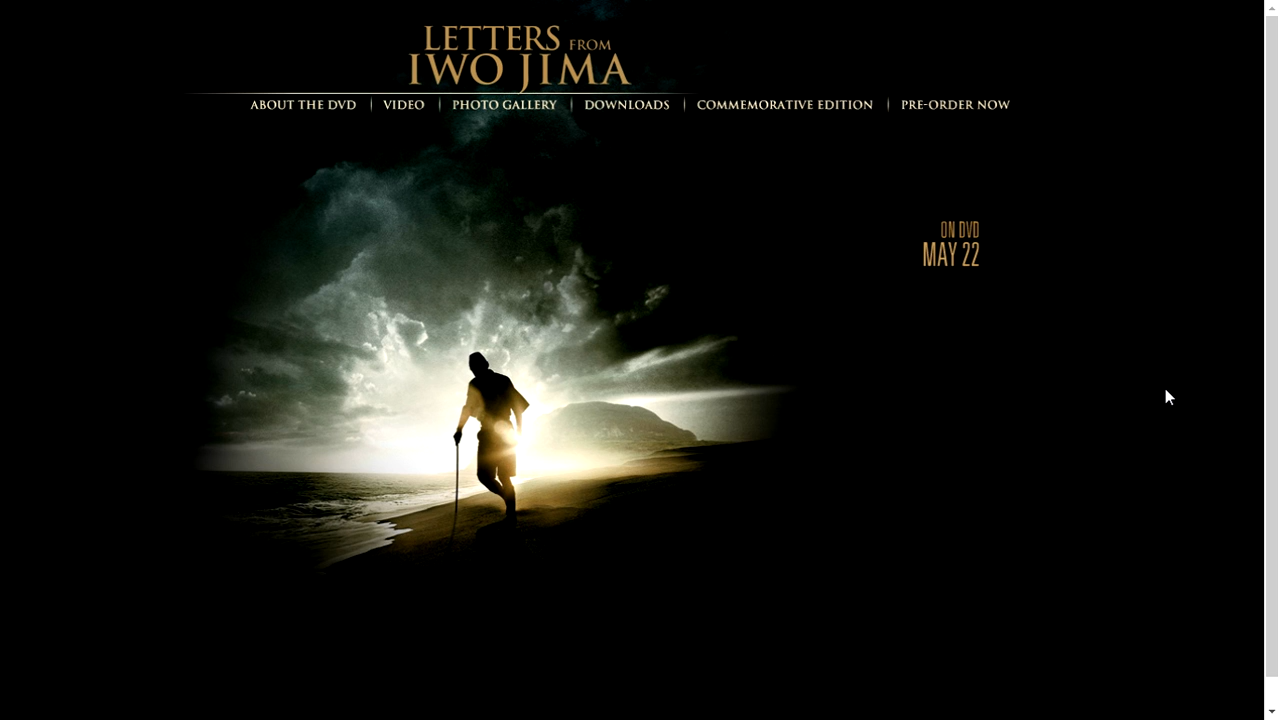 LETTERS FROM
IWO JIMA
ABOUT THE DVD VIDEO PHOTO GALLERY DOWNLOADS COMMEMORATIVE EDITION PRE-ORDER NOW
ON DVD
MAY 22